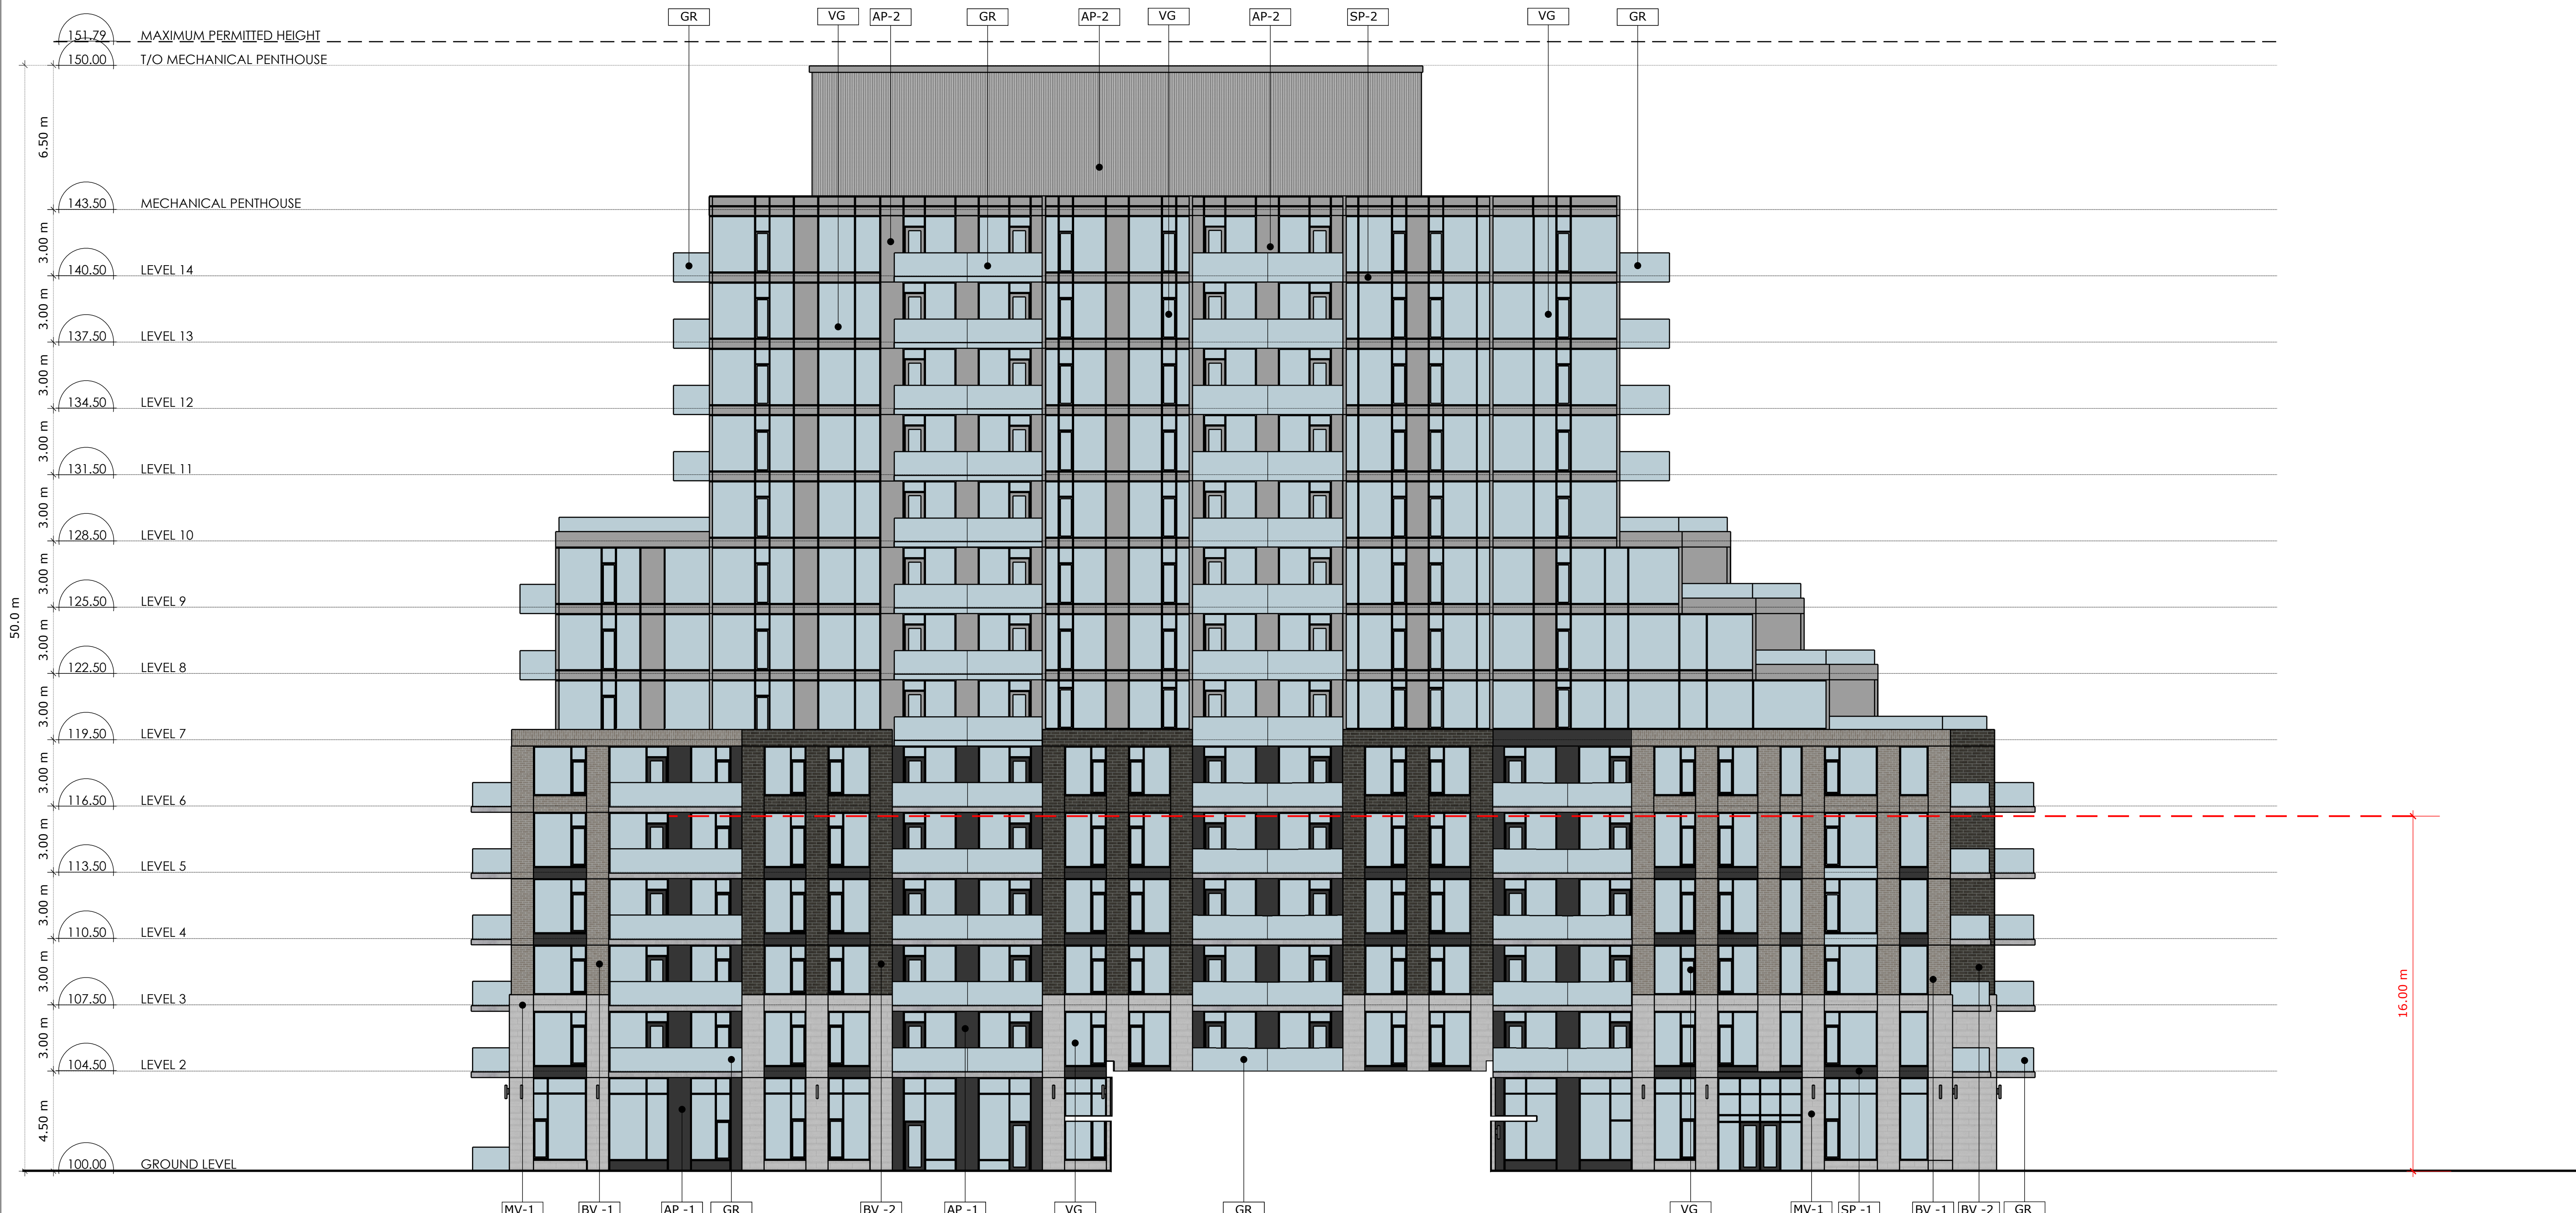 GR VG AP-2 GR AP-2 VG AP-2 SP-2 VG GR
151.79 MAXIMUM PERMITTED HEIGHT
150.00 T/O MECHANICAL PENTHOUSE
6.50 m
143.50 MECHANICAL PENTHOUSE
3.00 m
140.50 LEVEL 14
3.00 m
137.50 LEVEL 13
3.00 m
134.50 LEVEL 12
3.00 m
131.50 LEVEL 11
3.00 m
128.50 LEVEL 10
3.00 m
125.50 LEVEL 9
50.0 m
3.00 m
122.50 LEVEL 8
3.00 m
119.50 LEVEL 7
3.00 m
116.50 LEVEL 6
3.00 m
113.50 LEVEL 5
3.00 m
110.50 LEVEL 4
3.00 m
16.00 m
107.50 LEVEL 3
3.00 m
104.50 LEVEL 2
4.50 m
100.00 GROUND LEVEL
MV-1 BV -1 AP -1 GR BV -2 AP -1 VG GR VG MV-1 SP -1 BV -1 BV -2 GR